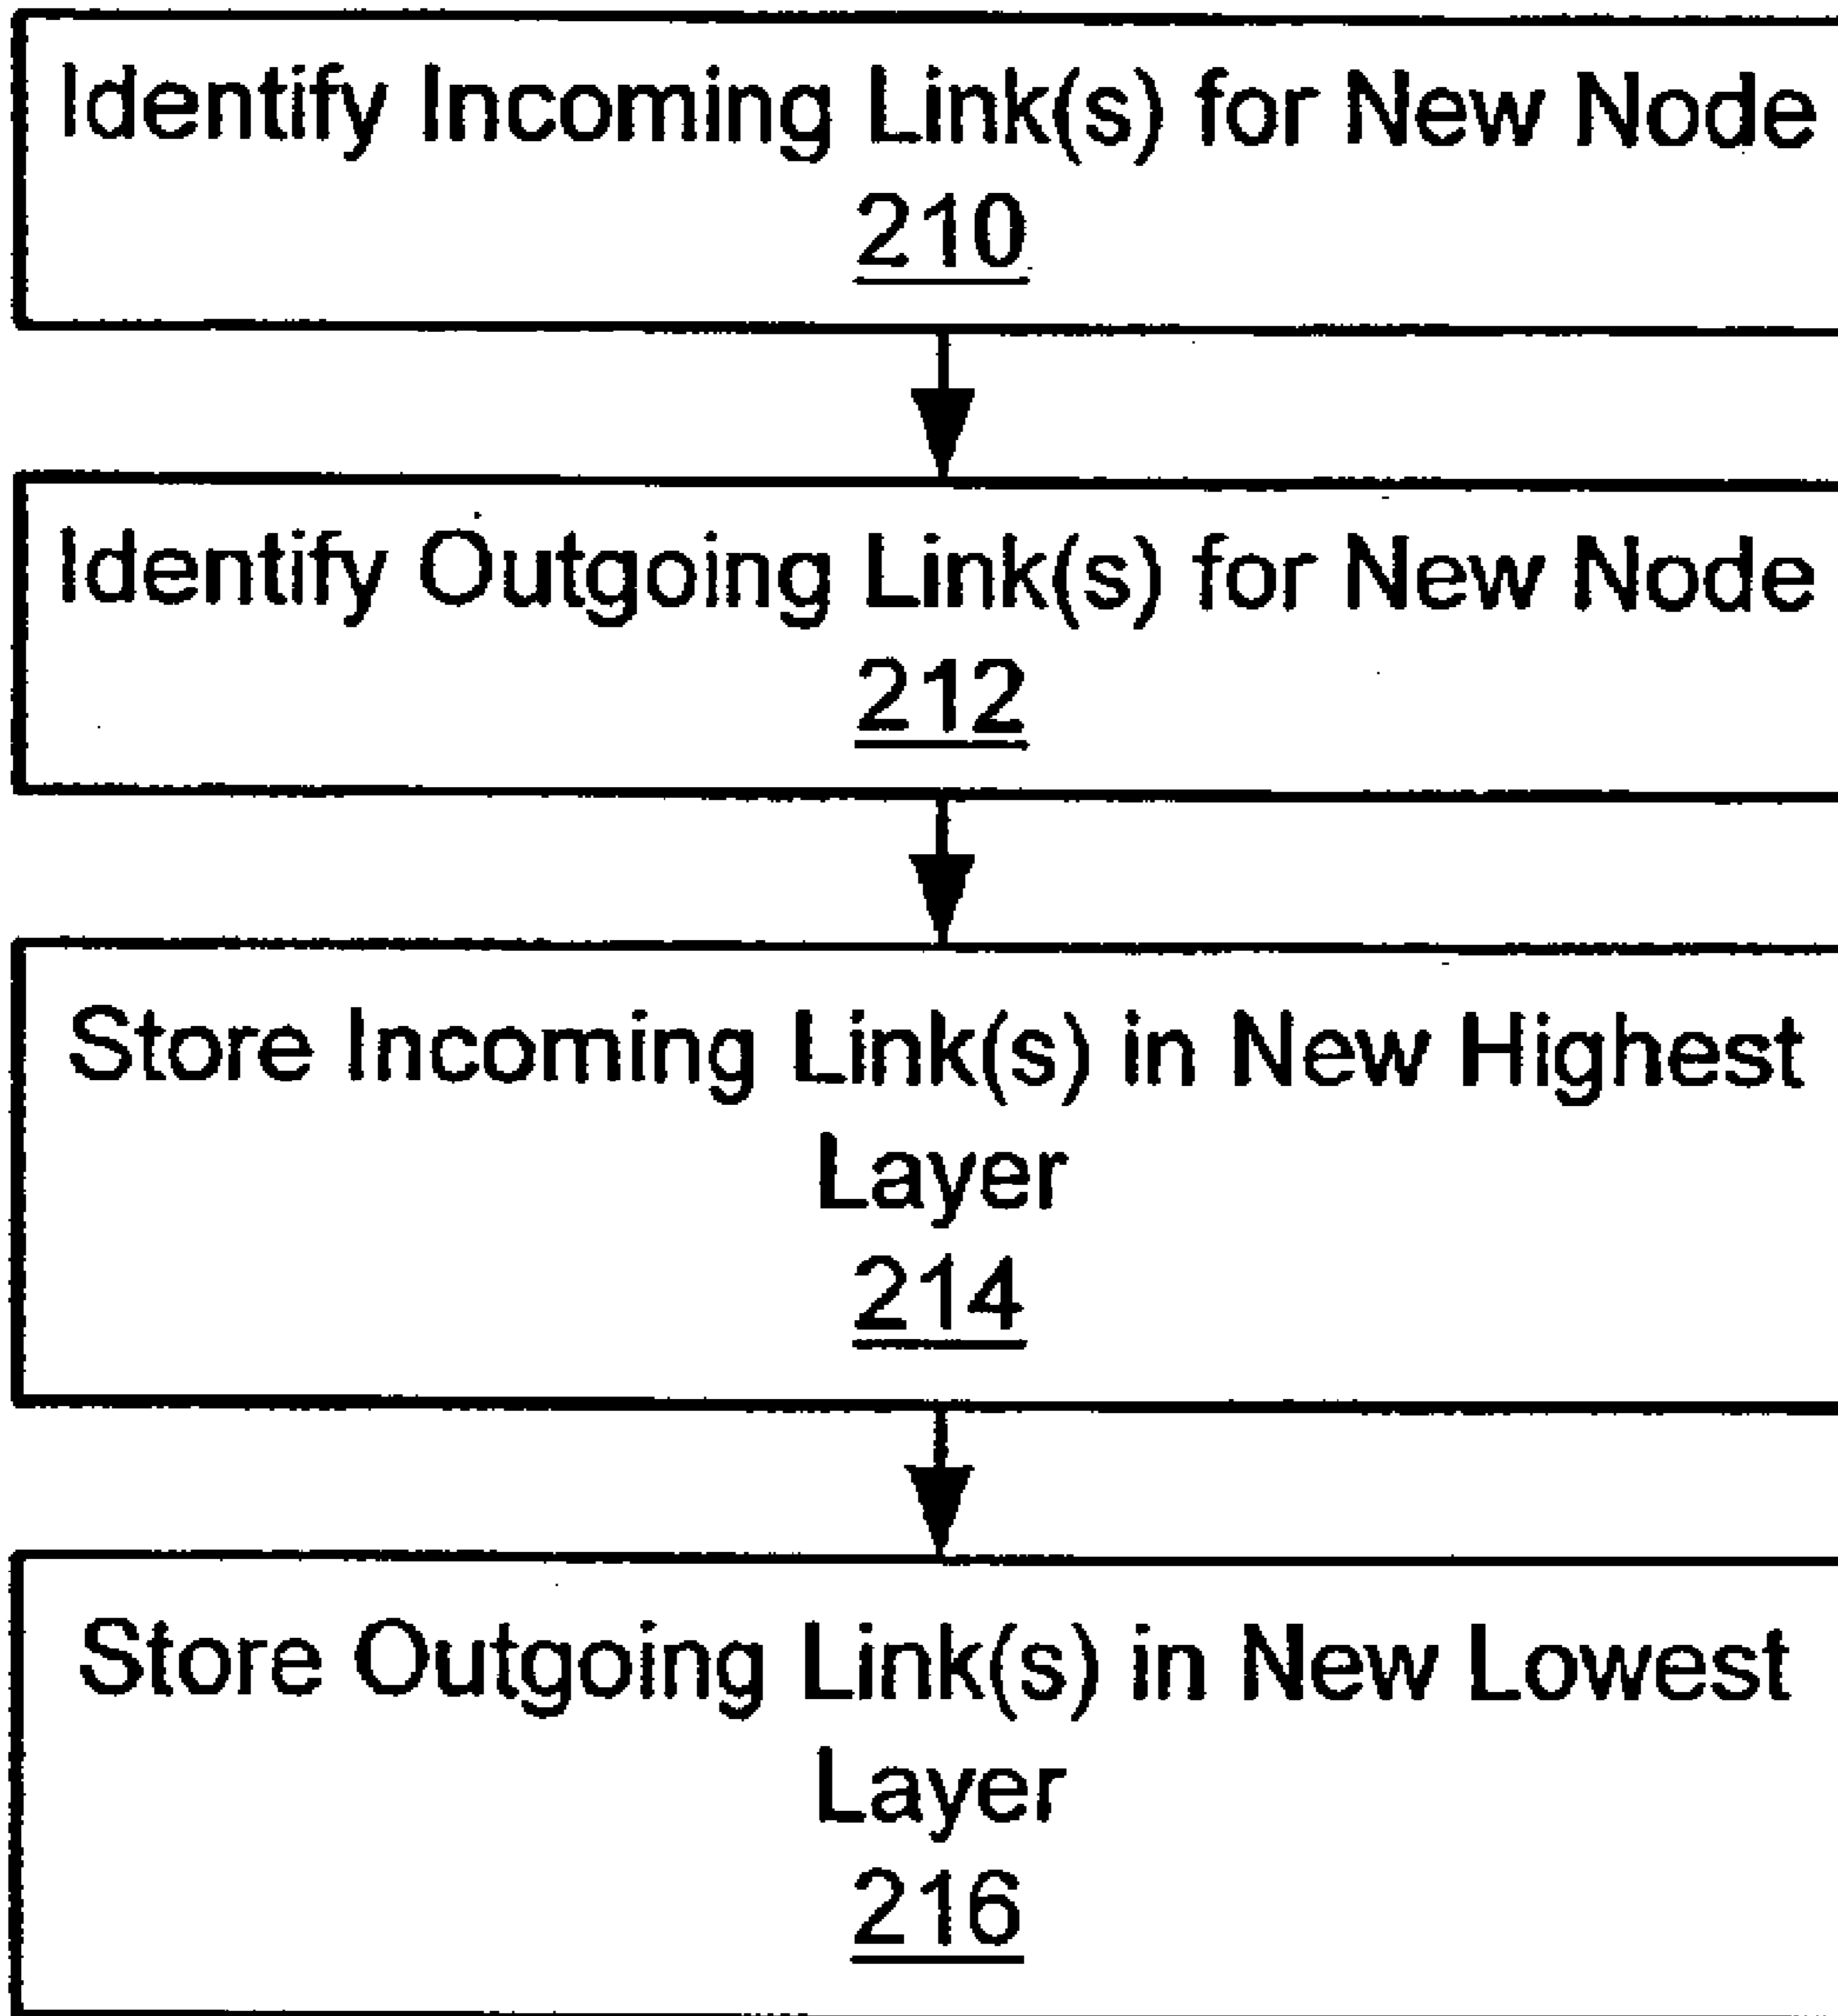 Identify Incoming Link(s) for New Node
210
Identify Outgoing Link(s) for New Node
212
Store Incoming Link(s) in New Highest
Layer
214
Store Outgoing Link(s) in New Lowest
Layer
216